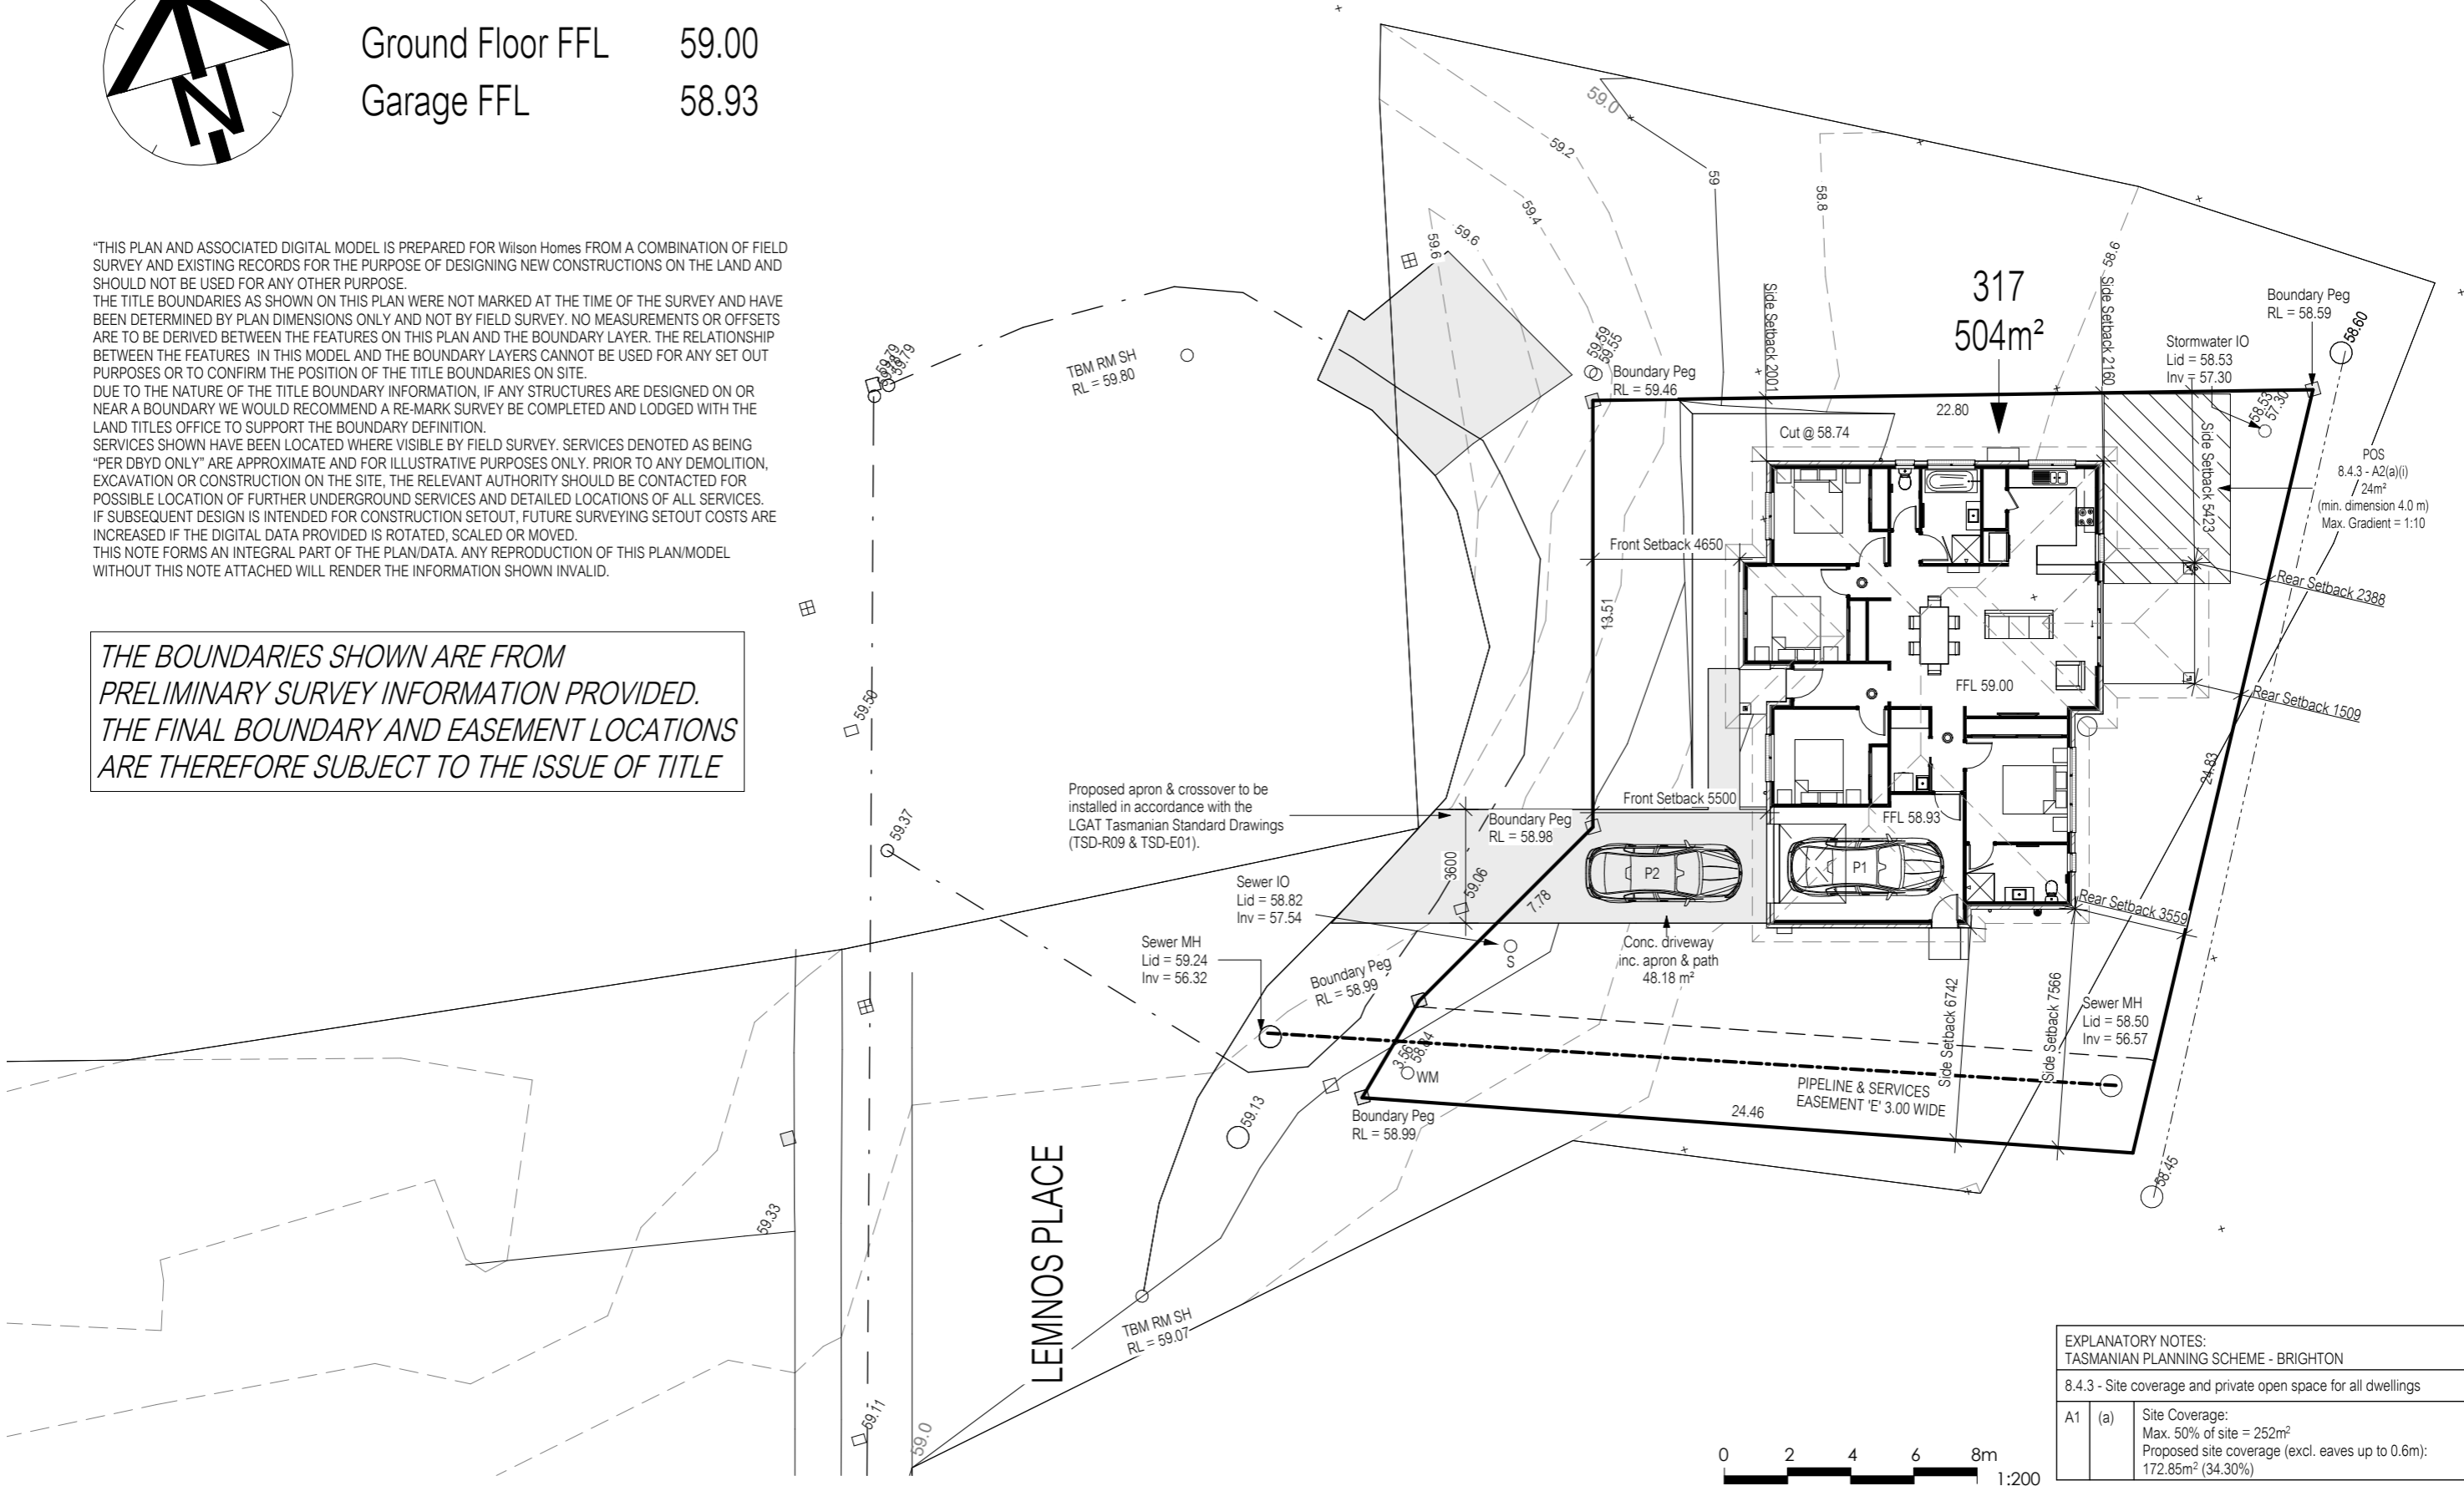 N
Ground Floor FFL 59.00
Garage FFL 58.93
"THIS PLAN AND ASSOCIATED DIGITAL MODEL IS PREPARED FOR Wilson Homes FROM A COMBINATION OF FIELD
SURVEY AND EXISTING RECORDS FOR THE PURPOSE OF DESIGNING NEW CONSTRUCTIONS ON THE LAND AND
SHOULD NOT BE USED FOR ANY OTHER PURPOSE.
THE TITLE BOUNDARIES AS SHOWN ON THIS PLAN WERE NOT MARKED AT THE TIME OF THE SURVEY AND HAVE
BEEN DETERMINED BY PLAN DIMENSIONS ONLY AND NOT BY FIELD SURVEY. NO MEASUREMENTS OR OFFSETS
ARE TO BE DERIVED BETWEEN THE FEATURES ON THIS PLAN AND THE BOUNDARY LAYER. THE RELATIONSHIP
BETWEEN THE FEATURES IN THIS MODEL AND THE BOUNDARY LAYERS CANNOT BE USED FOR ANY SET OUT
PURPOSES OR TO CONFIRM THE POSITION OF THE TITLE BOUNDARIES ON SITE.
DUE TO THE NATURE OF THE TITLE BOUNDARY INFORMATION, IF ANY STRUCTURES ARE DESIGNED ON OR
NEAR A BOUNDARY WE WOULD RECOMMEND A RE-MARK SURVEY BE COMPLETED AND LODGED WITH THE
LAND TITLES OFFICE TO SUPPORT THE BOUNDARY DEFINITION.
SERVICES SHOWN HAVE BEEN LOCATED WHERE VISIBLE BY FIELD SURVEY. SERVICES DENOTED AS BEING
"PER DBYD ONLY" ARE APPROXIMATE AND FOR ILLUSTRATIVE PURPOSES ONLY. PRIOR TO ANY DEMOLITION,
EXCAVATION OR CONSTRUCTION ON THE SITE, THE RELEVANT AUTHORITY SHOULD BE CONTACTED FOR
POSSIBLE LOCATION OF FURTHER UNDERGROUND SERVICES AND DETAILED LOCATIONS OF ALL SERVICES.
IF SUBSEQUENT DESIGN IS INTENDED FOR CONSTRUCTION SETOUT, FUTURE SURVEYING SETOUT COSTS ARE
INCREASED IF THE DIGITAL DATA PROVIDED IS ROTATED, SCALED OR MOVED.
THIS NOTE FORMS AN INTEGRAL PART OF THE PLAN/DATA. ANY REPRODUCTION OF THIS PLAN/MODEL
WITHOUT THIS NOTE ATTACHED WILL RENDER THE INFORMATION SHOWN INVALID.
THE BOUNDARIES SHOWN ARE FROM
PRELIMINARY SURVEY INFORMATION PROVIDED.
THE FINAL BOUNDARY AND EASEMENT LOCATIONS
ARE THEREFORE SUBJECT TO THE ISSUE OF TITLE
59.0
59.2
59.4
59.6
59.6
59
58.8
58.6
317
504m²
Side Setback 2001
Side Setback 2160
Boundary Peg
RL = 58.59
58.60
Stormwater IO
Lid = 58.53
Inv = 57.30
58.53
57.30
59.79
59.79
TBM RM SH
RL = 59.80
59.59
59.55
Boundary Peg
RL = 59.46
22.80
Cut @ 58.74
Side Setback 5423
POS
8.4.3 - A2(a)(i)
24m²
(min. dimension 4.0 m)
Max. Gradient = 1:10
Front Setback 4650
13.51
Rear Setback 2388
FFL 59.00
Rear Setback 1509
24.83
59.50
59.37
Proposed apron & crossover to be
installed in accordance with the
LGAT Tasmanian Standard Drawings
(TSD-R09 & TSD-E01).
Front Setback 5500
Boundary Peg
RL = 58.98
FFL 58.93
3600
59.06
P2
P1
7.78
Sewer IO
Lid = 58.82
Inv = 57.54
Rear Setback 3559
Sewer MH
Lid = 59.24
Inv = 56.32
S
Conc. driveway
inc. apron & path
48.18 m²
Boundary Peg
RL = 58.99
Side Setback 6742
Side Setback 7566
Sewer MH
Lid = 58.50
Inv = 56.57
3.56
58.84
WM
PIPELINE & SERVICES
EASEMENT 'E' 3.00 WIDE
24.46
Boundary Peg
RL = 58.99
59.13
58.45
59.33
LEMNOS PLACE
TBM RM SH
RL = 59.07
59.11
59.0
0 2 4 6 8m
1:200
EXPLANATORY NOTES:
TASMANIAN PLANNING SCHEME - BRIGHTON
8.4.3 - Site coverage and private open space for all dwellings
A1 (a) Site Coverage:
Max. 50% of site = 252m²
Proposed site coverage (excl. eaves up to 0.6m):
172.85m² (34.30%)